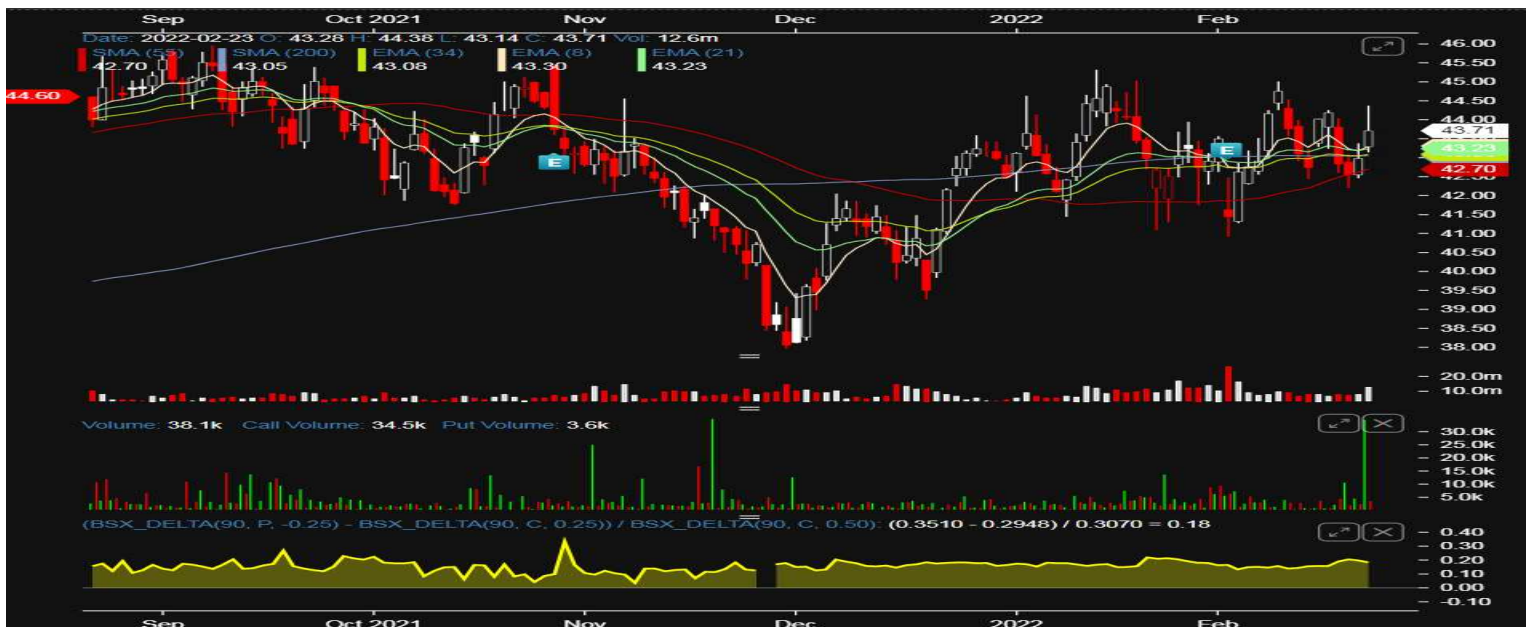 Sep Oct 2021 Nov Dec 2022 Feb
Date: 2022-02-23 O: 43.28 H: 44.38 L: 43.14 C: 43.71 Vol: 12.6m
SMA (55) SMA (200) EMA (34) EMA (8) EMA (21)
42.70 43.05 43.08 43.30 43.23
44.60
46.00
45.50
45.00
44.50
44.00
43.71
43.23
42.70
42.00
41.50
41.00
40.50
40.00
39.50
39.00
38.50
38.00
E
E
20.0m
10.0m
Volume: 38.1k Call Volume: 34.5k Put Volume: 3.6k
30.0k
25.0k
20.0k
15.0k
10.0k
5.0k
(BSX_DELTA(90, P, -0.25) - BSX_DELTA(90, C, 0.25)) / BSX_DELTA(90, C, 0.50): (0.3510 - 0.2948) / 0.3070 = 0.18
0.40
0.30
0.20
0.10
0.00
-0.10
Sep Oct 2021 Nov Dec 2022 Feb